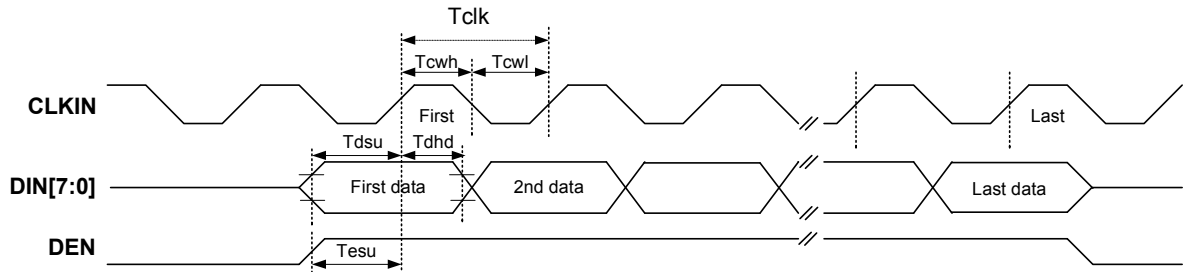 Tclk
Tcwh Tcwl
CLKIN
First
Last
Tdsu Tdhd
DIN[7:0]
First data
2nd data
Last data
DEN
Tesu